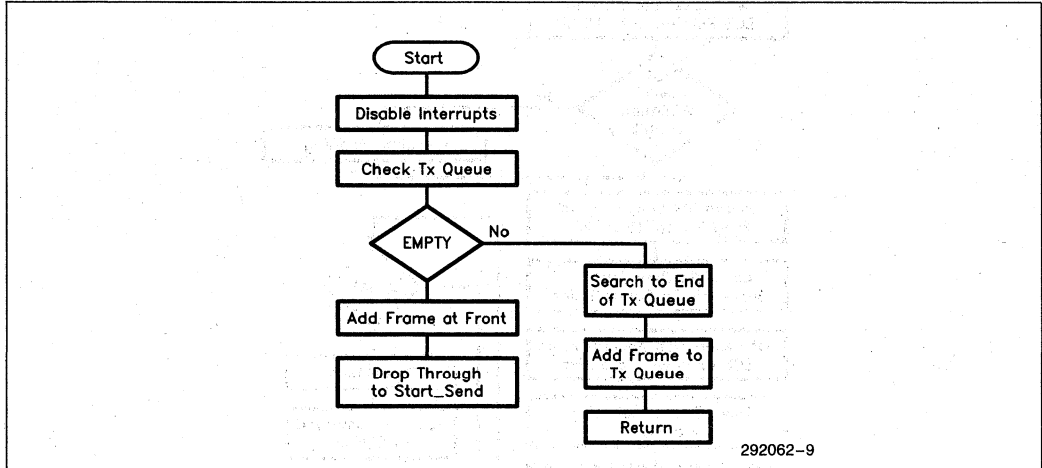 Start
Disable Interrupts
Check Tx Queue
EMPTY
No
Add Frame at Front
Drop Through
to Start_Send
Search to End
of Tx Queue
Add Frame to
Tx Queue
Return
292062-9